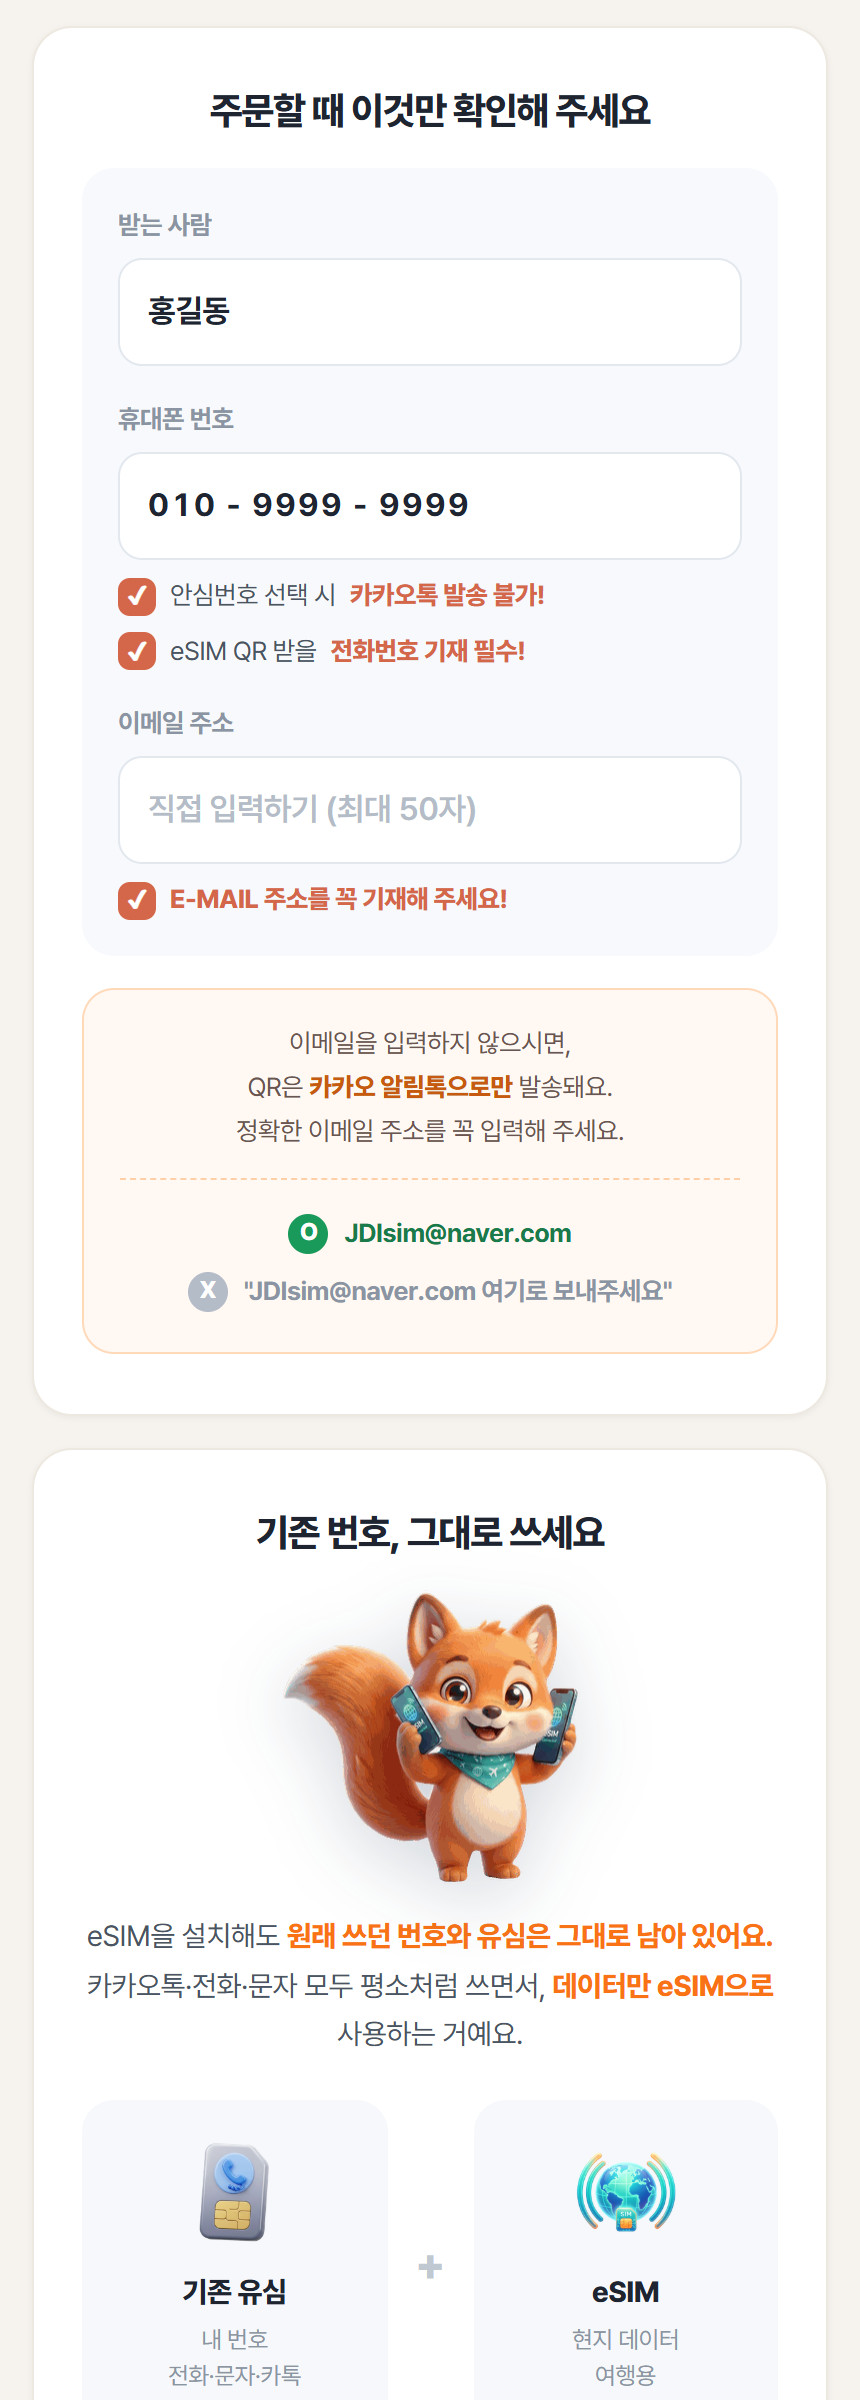 주문할 때 이것만 확인해 주세요
받는 사람
홍길동
휴대폰 번호
010 - 9999 - 9999
안심번호 선택 시 카카오톡 발송 불가!
eSIM QR 받을 전화번호 기재 필수!
이메일 주소
직접 입력하기 (최대 50자)
E-MAIL 주소를 꼭 기재해 주세요!
이메일을 입력하지 않으시면,
QR은 카카오 알림톡으로만 발송돼요.
정확한 이메일 주소를 꼭 입력해 주세요.
O JDIsim@naver.com
X "JDIsim@naver.com 여기로 보내주세요"
기존 번호, 그대로 쓰세요
eSIM을 설치해도 원래 쓰던 번호와 유심은 그대로 남아 있어요.
카카오톡·전화·문자 모두 평소처럼 쓰면서, 데이터만 eSIM으로
사용하는 거예요.
SIM
+
기존 유심
내 번호
전화·문자·카톡
eSIM
현지 데이터
여행용